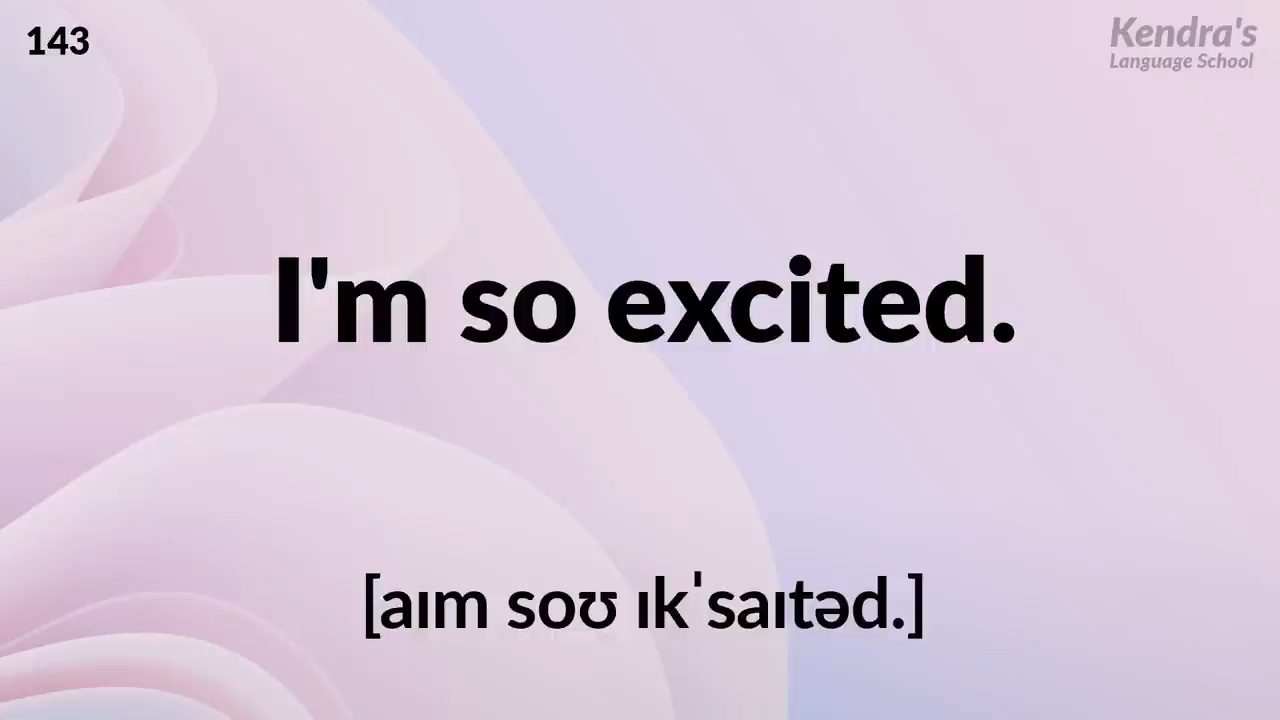 143
Kendra's
Language School
I'm so excited.
[aɪm soʊ ɪkˈsaɪtəd.]